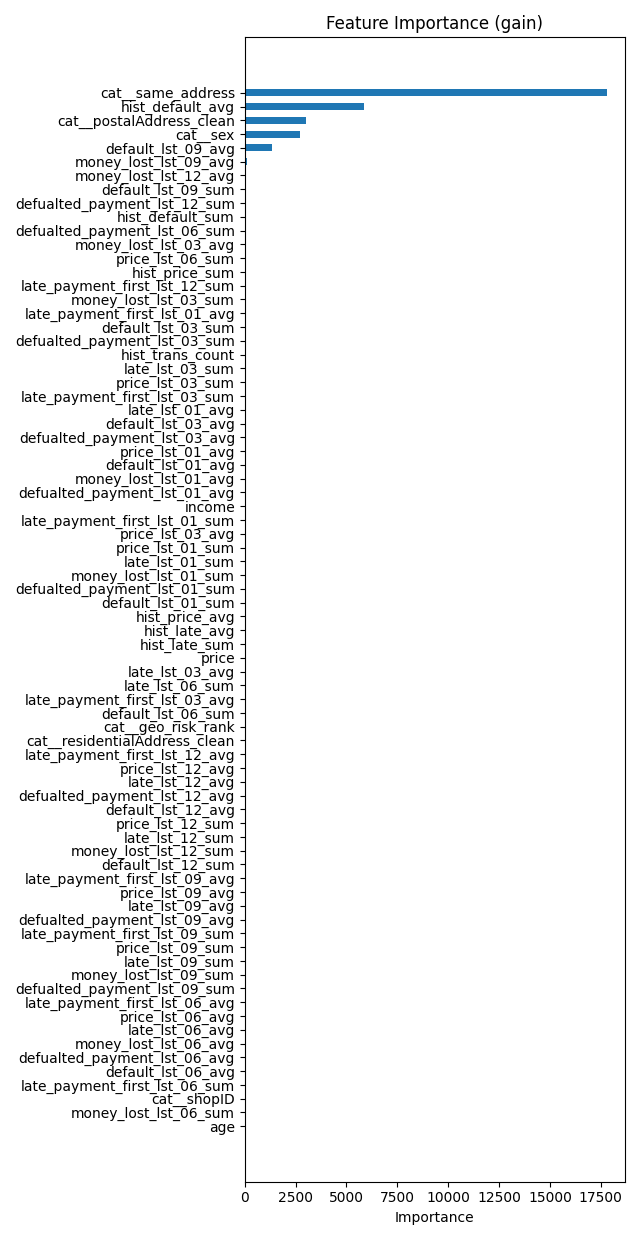 Feature Importance (gain)
cat__same_address
hist_default_avg
cat__postalAddress_clean
cat__sex
default_lst_09_avg
money_lost_lst_09_avg
money_lost_lst_12_avg
default_lst_09_sum
defualted_payment_lst_12_sum
hist_default_sum
defualted_payment_lst_06_sum
money_lost_lst_03_avg
price_lst_06_sum
hist_price_sum
late_payment_first_lst_12_sum
money_lost_lst_03_sum
late_payment_first_lst_01_avg
default_lst_03_sum
defualted_payment_lst_03_sum
hist_trans_count
late_lst_03_sum
price_lst_03_sum
late_payment_first_lst_03_sum
late_lst_01_avg
default_lst_03_avg
defualted_payment_lst_03_avg
price_lst_01_avg
default_lst_01_avg
money_lost_lst_01_avg
defualted_payment_lst_01_avg
income
late_payment_first_lst_01_sum
price_lst_03_avg
price_lst_01_sum
late_lst_01_sum
money_lost_lst_01_sum
defualted_payment_lst_01_sum
default_lst_01_sum
hist_price_avg
hist_late_avg
hist_late_sum
price
late_lst_03_avg
late_lst_06_sum
late_payment_first_lst_03_avg
default_lst_06_sum
cat__geo_risk_rank
cat__residentialAddress_clean
late_payment_first_lst_12_avg
price_lst_12_avg
late_lst_12_avg
defualted_payment_lst_12_avg
default_lst_12_avg
price_lst_12_sum
late_lst_12_sum
money_lost_lst_12_sum
default_lst_12_sum
late_payment_first_lst_09_avg
price_lst_09_avg
late_lst_09_avg
defualted_payment_lst_09_avg
late_payment_first_lst_09_sum
price_lst_09_sum
late_lst_09_sum
money_lost_lst_09_sum
defualted_payment_lst_09_sum
late_payment_first_lst_06_avg
price_lst_06_avg
late_lst_06_avg
money_lost_lst_06_avg
defualted_payment_lst_06_avg
default_lst_06_avg
late_payment_first_lst_06_sum
cat__shopID
money_lost_lst_06_sum
age
0 2500 5000 7500 10000 12500 15000 17500
Importance